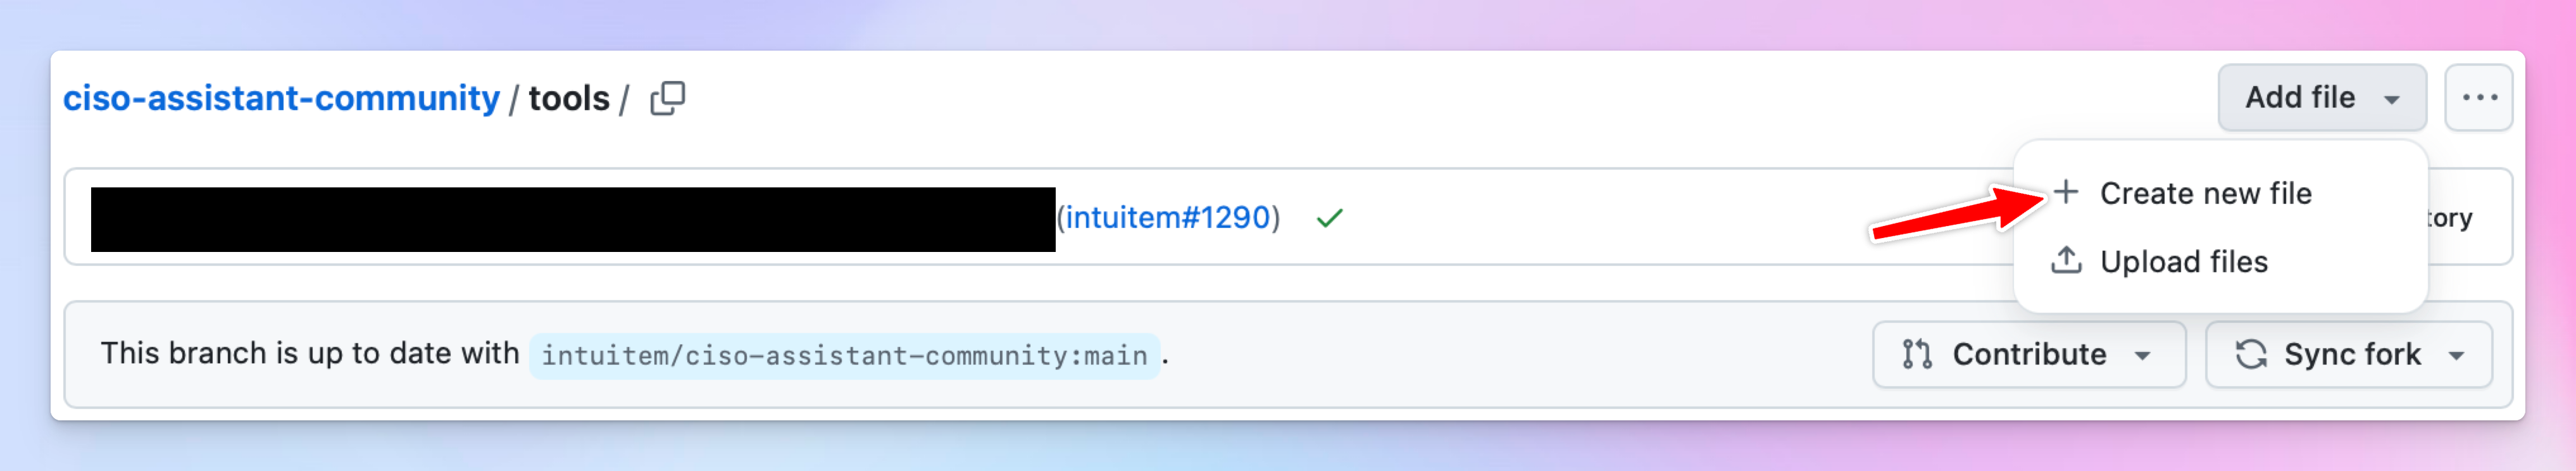 ciso-assistant-community / tools /
Add file
Create new file
(intuitem#1290)
Upload files
This branch is up to date with intuitem/ciso-assistant-community:main.
Contribute
Sync fork